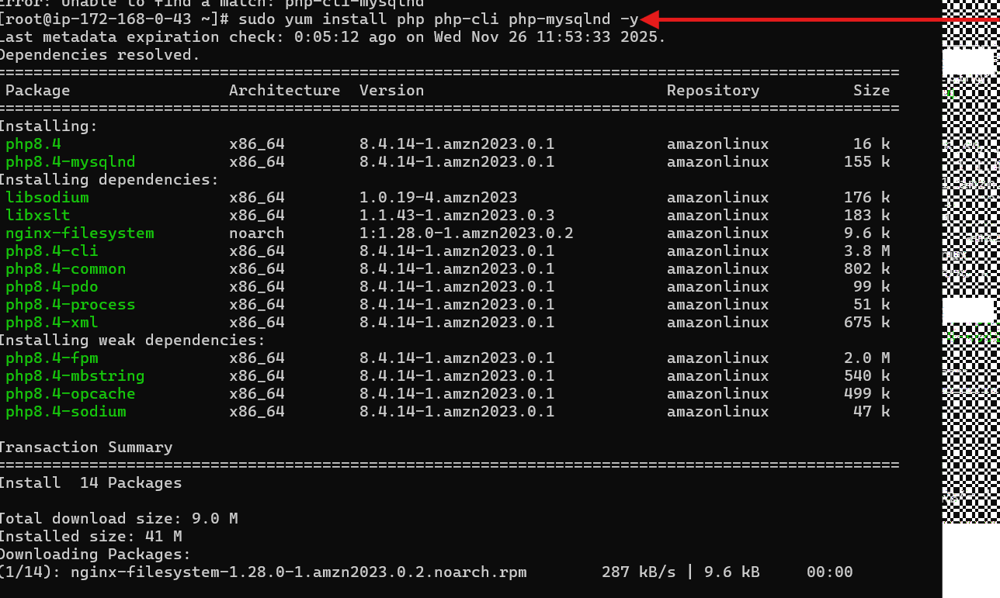 Error: Unable to find a match: php-cli-mysqlnd
[root@ip-172-168-0-43 ~]# sudo yum install php php-cli php-mysqlnd -y
Last metadata expiration check: 0:05:12 ago on Wed Nov 26 11:53:33 2025.
Dependencies resolved.
================================================================================
Package Architecture Version Repository Size
================================================================================
Installing:
php8.4 x86_64 8.4.14-1.amzn2023.0.1 amazonlinux 16 k
php8.4-mysqlnd x86_64 8.4.14-1.amzn2023.0.1 amazonlinux 155 k
Installing dependencies:
libsodium x86_64 1.0.19-4.amzn2023 amazonlinux 176 k
libxslt x86_64 1.1.43-1.amzn2023.0.3 amazonlinux 183 k
nginx-filesystem noarch 1:1.28.0-1.amzn2023.0.2 amazonlinux 9.6 k
php8.4-cli x86_64 8.4.14-1.amzn2023.0.1 amazonlinux 3.8 M
php8.4-common x86_64 8.4.14-1.amzn2023.0.1 amazonlinux 802 k
php8.4-pdo x86_64 8.4.14-1.amzn2023.0.1 amazonlinux 99 k
php8.4-process x86_64 8.4.14-1.amzn2023.0.1 amazonlinux 51 k
php8.4-xml x86_64 8.4.14-1.amzn2023.0.1 amazonlinux 675 k
Installing weak dependencies:
php8.4-fpm x86_64 8.4.14-1.amzn2023.0.1 amazonlinux 2.0 M
php8.4-mbstring x86_64 8.4.14-1.amzn2023.0.1 amazonlinux 540 k
php8.4-opcache x86_64 8.4.14-1.amzn2023.0.1 amazonlinux 499 k
php8.4-sodium x86_64 8.4.14-1.amzn2023.0.1 amazonlinux 47 k
Transaction Summary
================================================================================
Install 14 Packages
Total download size: 9.0 M
Installed size: 41 M
Downloading Packages:
(1/14): nginx-filesystem-1.28.0-1.amzn2023.0.2.noarch.rpm 287 kB/s | 9.6 kB 00:00